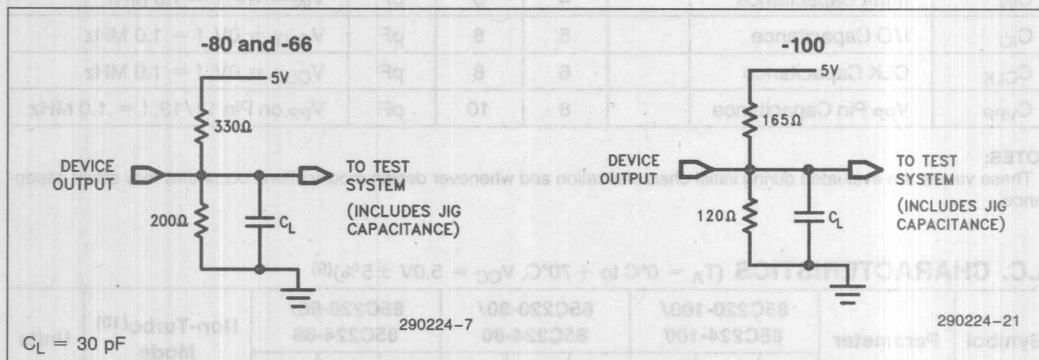 -80 and -66
5V
330Ω
DEVICE
OUTPUT
TO TEST
SYSTEM
(INCLUDES JIG
CAPACITANCE)
200Ω
CL
290224-7
CL = 30 pF
-100
5V
165Ω
DEVICE
OUTPUT
TO TEST
SYSTEM
(INCLUDES JIG
CAPACITANCE)
120Ω
CL
290224-21